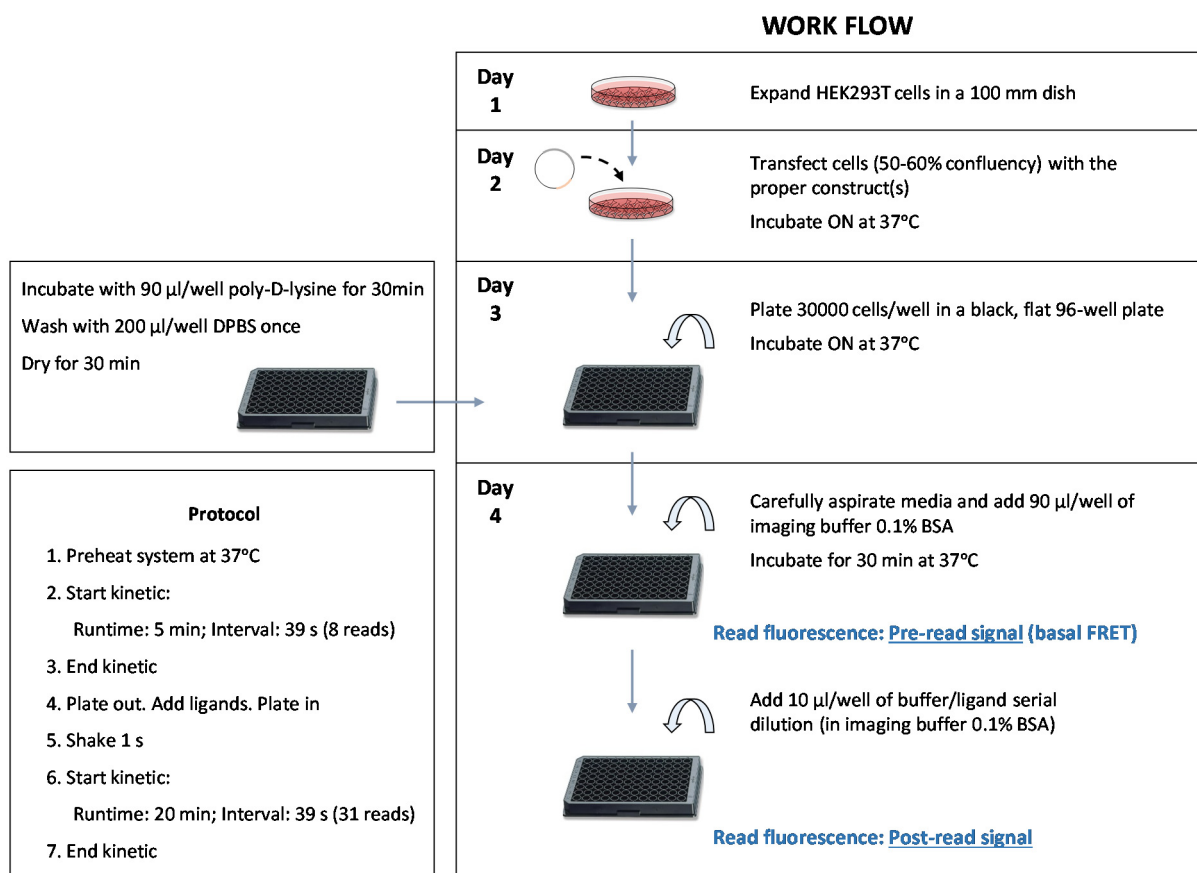 WORK FLOW
Day
1
Expand HEK293T cells in a 100 mm dish
Day
2
Transfect cells (50-60% confluency) with the
proper construct(s)
Incubate ON at 37ºC
Incubate with 90 µl/well poly-D-lysine for 30min
Wash with 200 µl/well DPBS once
Dry for 30 min
Day
3
Plate 30000 cells/well in a black, flat 96-well plate
Incubate ON at 37ºC
Protocol
1. Preheat system at 37ºC
2. Start kinetic:
Runtime: 5 min; Interval: 39 s (8 reads)
3. End kinetic
4. Plate out. Add ligands. Plate in
5. Shake 1 s
6. Start kinetic:
Runtime: 20 min; Interval: 39 s (31 reads)
7. End kinetic
Day
4
Carefully aspirate media and add 90 µl/well of
imaging buffer 0.1% BSA
Incubate for 30 min at 37ºC
Read fluorescence: Pre-read signal (basal FRET)
Add 10 µl/well of buffer/ligand serial
dilution (in imaging buffer 0.1% BSA)
Read fluorescence: Post-read signal